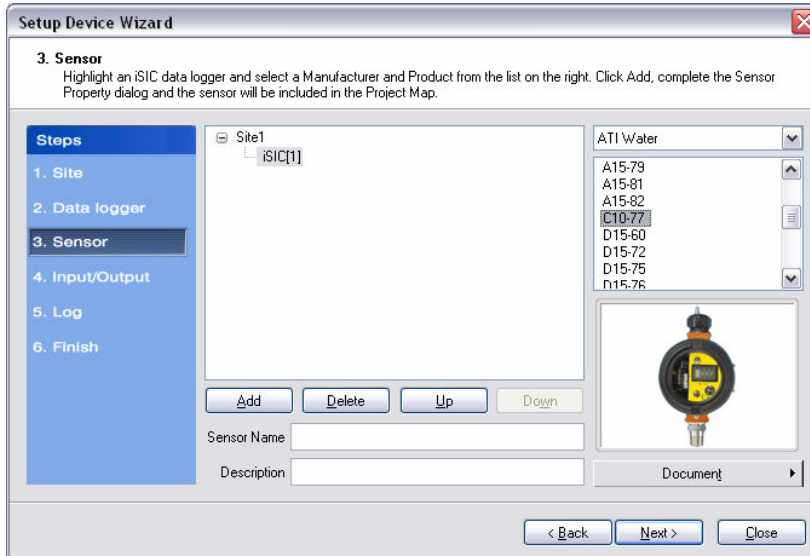 Setup Device Wizard
3. Sensor
Highlight an iSIC data logger and select a Manufacturer and Product from the list on the right. Click Add, complete the Sensor
Property dialog and the sensor will be included in the Project Map.
Steps
1. Site
2. Data logger
3. Sensor
4. Input/Output
5. Log
6. Finish
Site1
iSIC[1]
Add
Delete
Up
Down
Sensor Name
Description
ATI Water
A15-79
A15-81
A15-82
C10-77
D15-60
D15-72
D15-75
D15-76
Document
< Back
Next >
Close